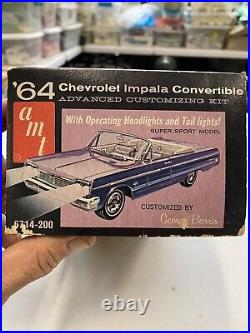 '64 Chevrolet Impala Convertible
ADVANCED CUSTOMIZING KIT
amt
With Operating Headlights and Tail lights!
SUPER SPORT MODEL
CUSTOMIZED BY
George Barris
5714-200